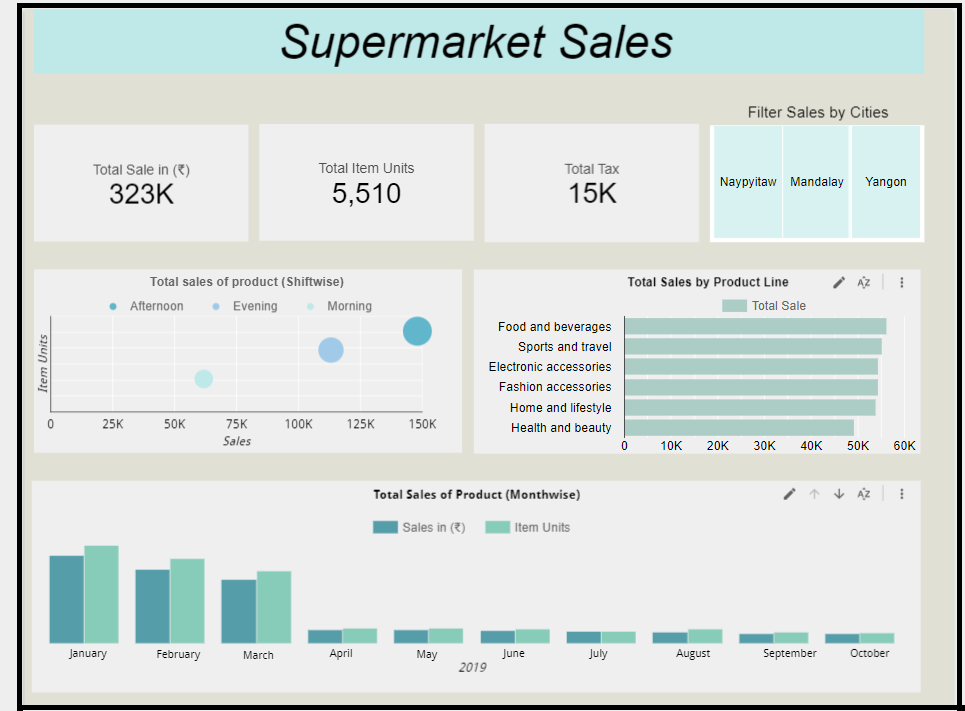 Supermarket Sales
Filter Sales by Cities
Total Sale in (₹)
323K
Total Item Units
5,510
Total Tax
15K
Naypyitaw
Mandalay
Yangon
Total sales of product (Shiftwise)
Afternoon Evening Morning
Item Units
0 25K 50K 75K 100K 125K 150K
Sales
Total Sales by Product Line
Total Sale
Food and beverages
Sports and travel
Electronic accessories
Fashion accessories
Home and lifestyle
Health and beauty
0 10K 20K 30K 40K 50K 60K
Total Sales of Product (Monthwise)
Sales in (₹) Item Units
January February March April May June July August September October
2019